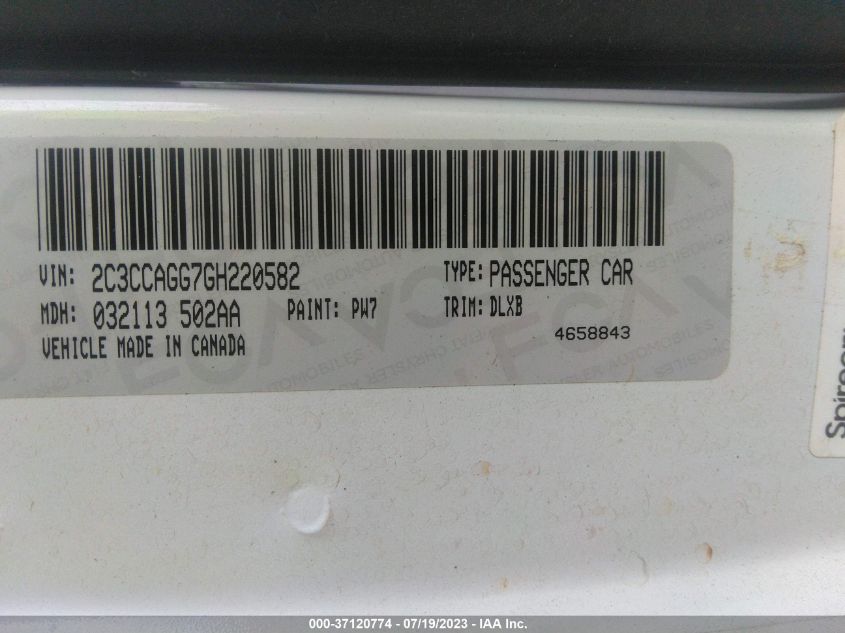 VIN: 2C3CCAGG7GH220582 TYPE: PASSENGER CAR
MDH: 032113 502AA PAINT: PW7 TRIM: DLXB
VEHICLE MADE IN CANADA 4658843
000-37120774 - 07/19/2023 - IAA Inc.